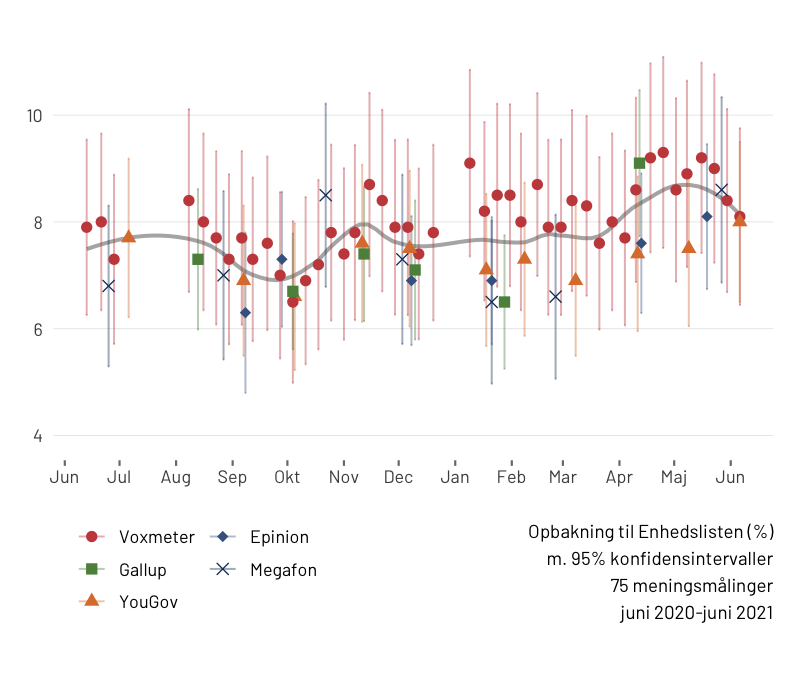 10
8
6
4
Jun Jul Aug Sep Okt Nov Dec Jan Feb Mar Apr Maj Jun
Voxmeter Epinion
Gallup Megafon
YouGov
Opbakning til Enhedslisten (%)
m. 95% konfidensintervaller
75 meningsmålinger
juni 2020-juni 2021